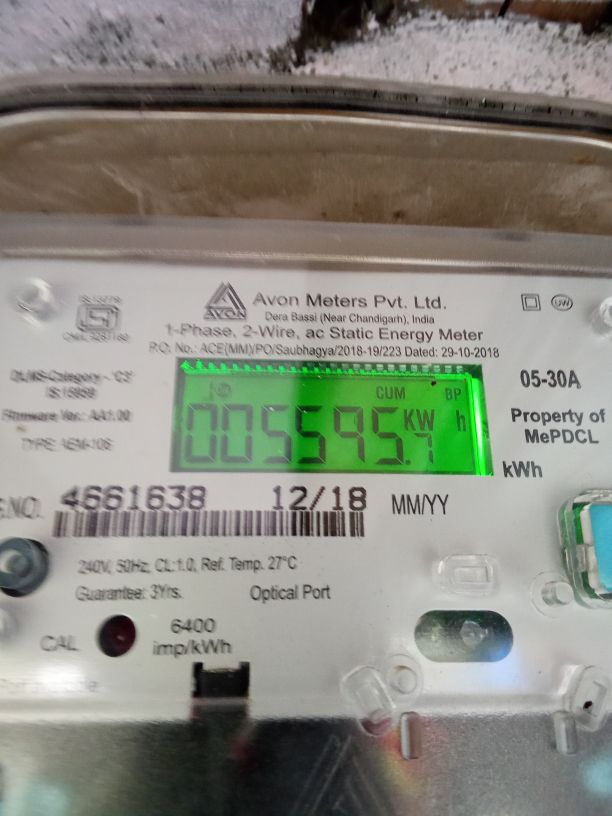 AVON
Avon Meters Pvt. Ltd.
Dera Bassi (Near Chandigarh), India
1-Phase, 2-Wire, ac Static Energy Meter
P.O. No.: ACE(MM)/PO/Saubhagya/2018-19/223 Dated: 29-10-2018
DLMS-Category - 'C3'
IS:15959
Firmware Ver.: AA1.00
TYPE: AEM-108
CUM BP
005595.7 KW h
kWh
05-30A
Property of
MePDCL
S.NO. 4661638 12/18 MM/YY
240V, 50Hz, CL:1.0, Ref. Temp. 27°C
Guarantee: 3Yrs. Optical Port
CAL
6400
imp/kWh